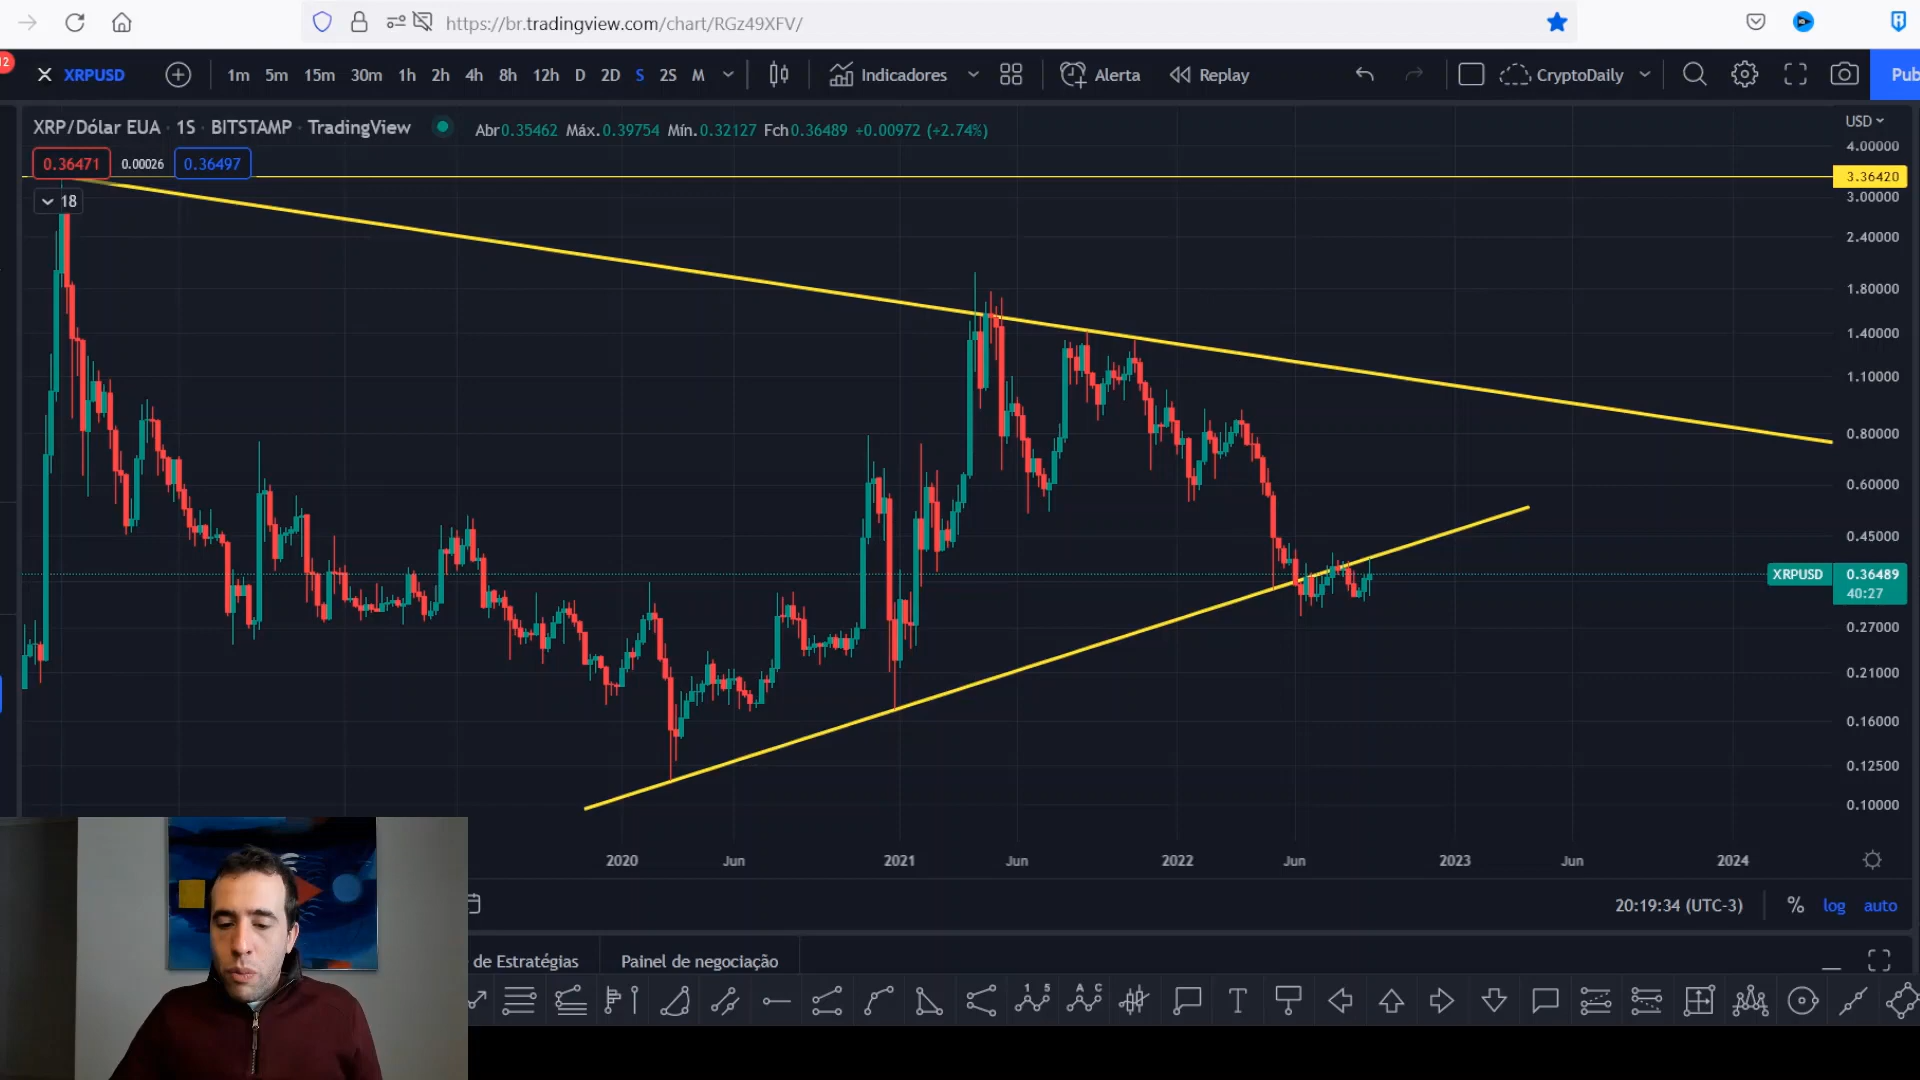 https://br.tradingview.com/chart/RGz49XFV/
12
XRPUSD 1m 5m 15m 30m 1h 2h 4h 8h 12h D 2D S 2S M Indicadores Alerta Replay CryptoDaily Pub
XRP/Dólar EUA · 1S · BITSTAMP · TradingView Abr0.35462 Máx.0.39754 Mín.0.32127 Fch0.36489 +0.00972 (+2.74%)
0.36471 0.00026 0.36497
18
USD
4.00000
3.36420
3.00000
2.40000
1.80000
1.40000
1.10000
0.80000
0.60000
0.45000
XRPUSD 0.36489
40:27
0.27000
0.21000
0.16000
0.12500
0.10000
2020 Jun 2021 Jun 2022 Jun 2023 Jun 2024
20:19:34 (UTC-3) % log auto
de Estratégias Painel de negociação
1 5 A C
T